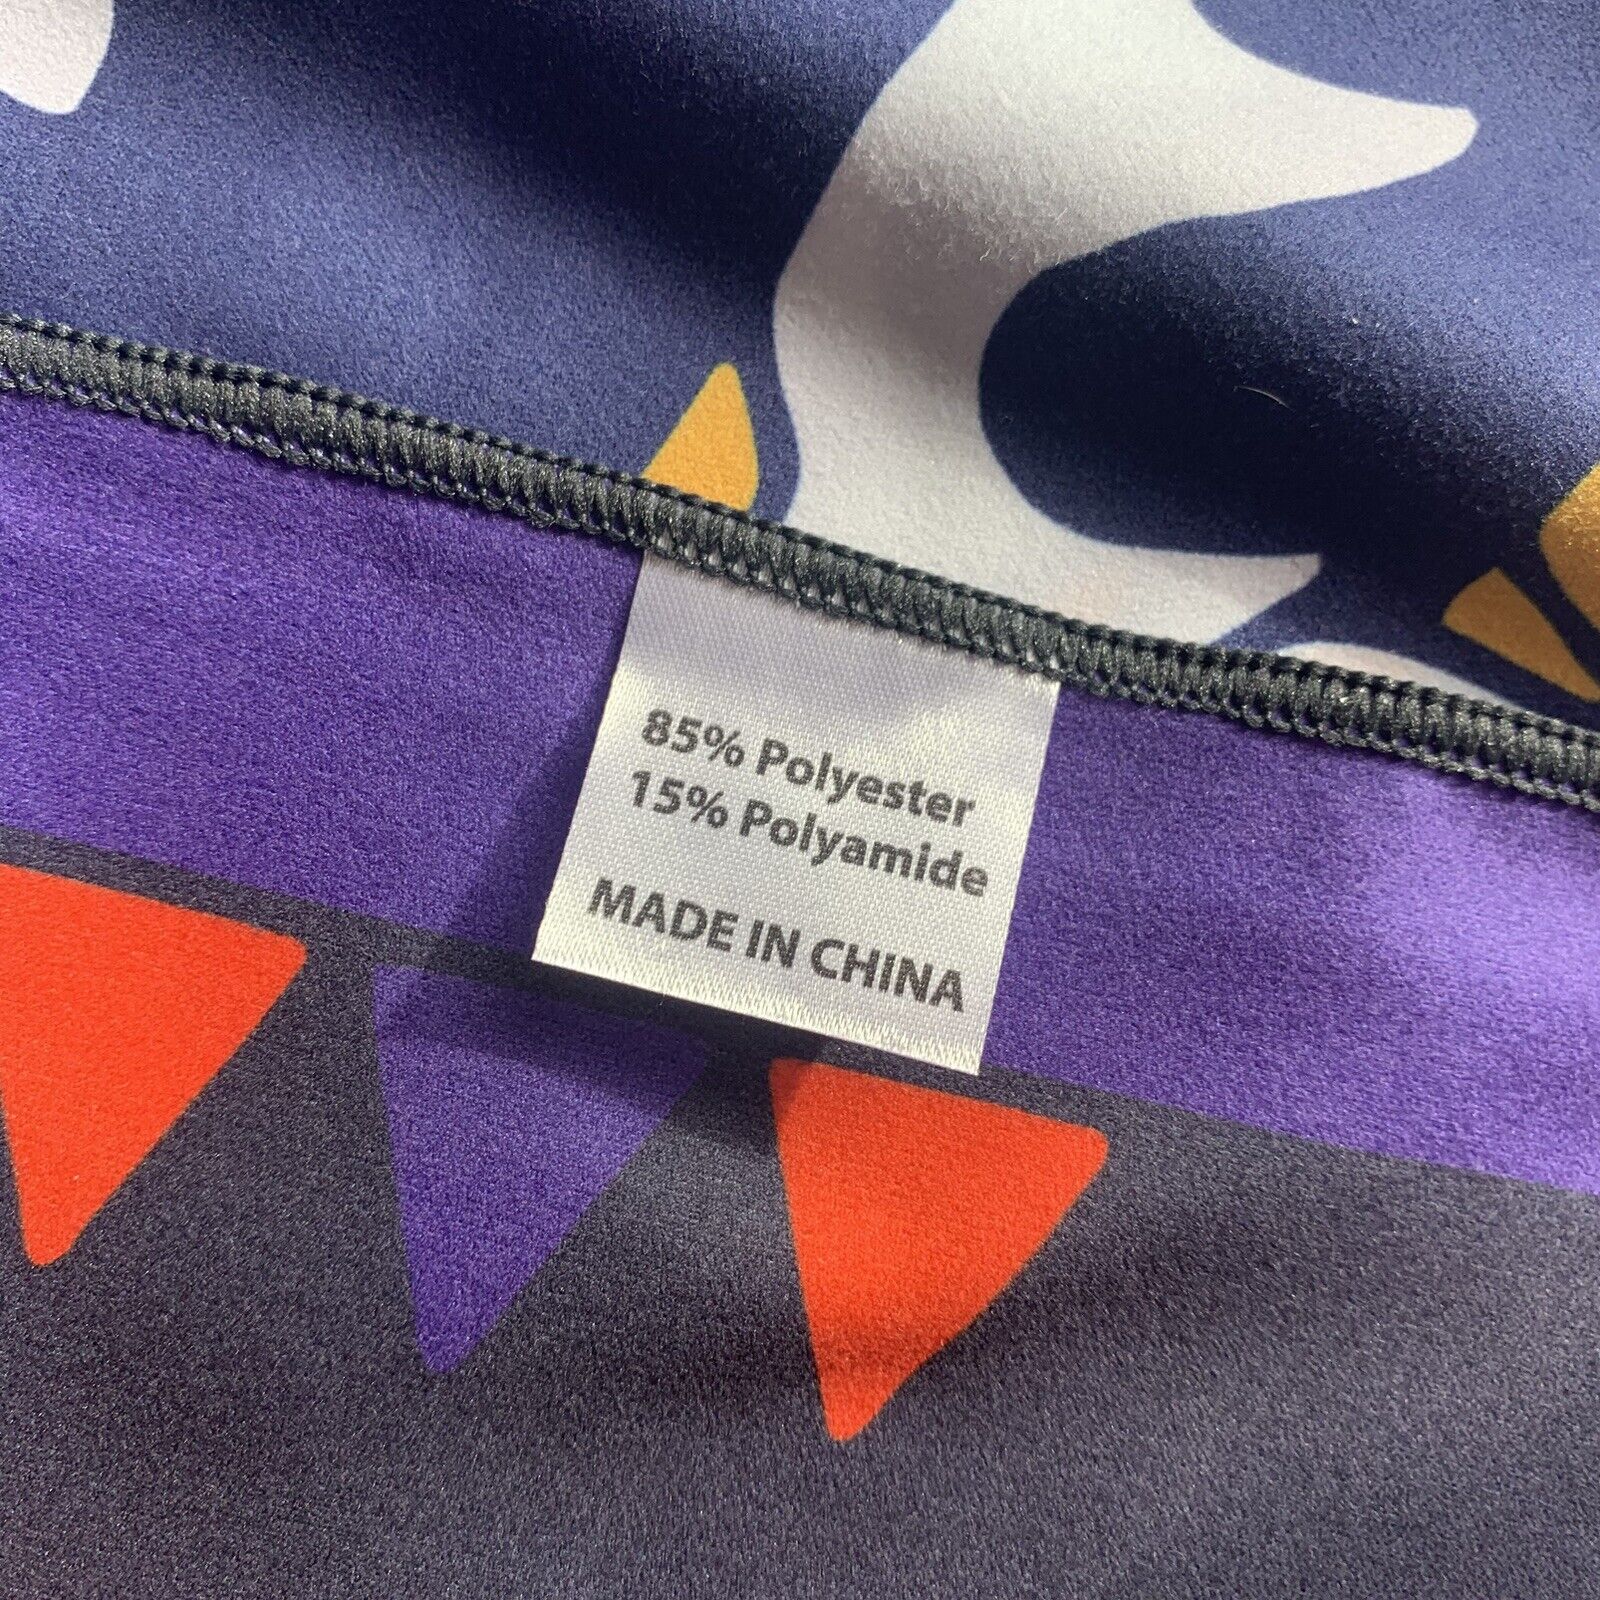 85% Polyester
15% Polyamide
MADE IN CHINA